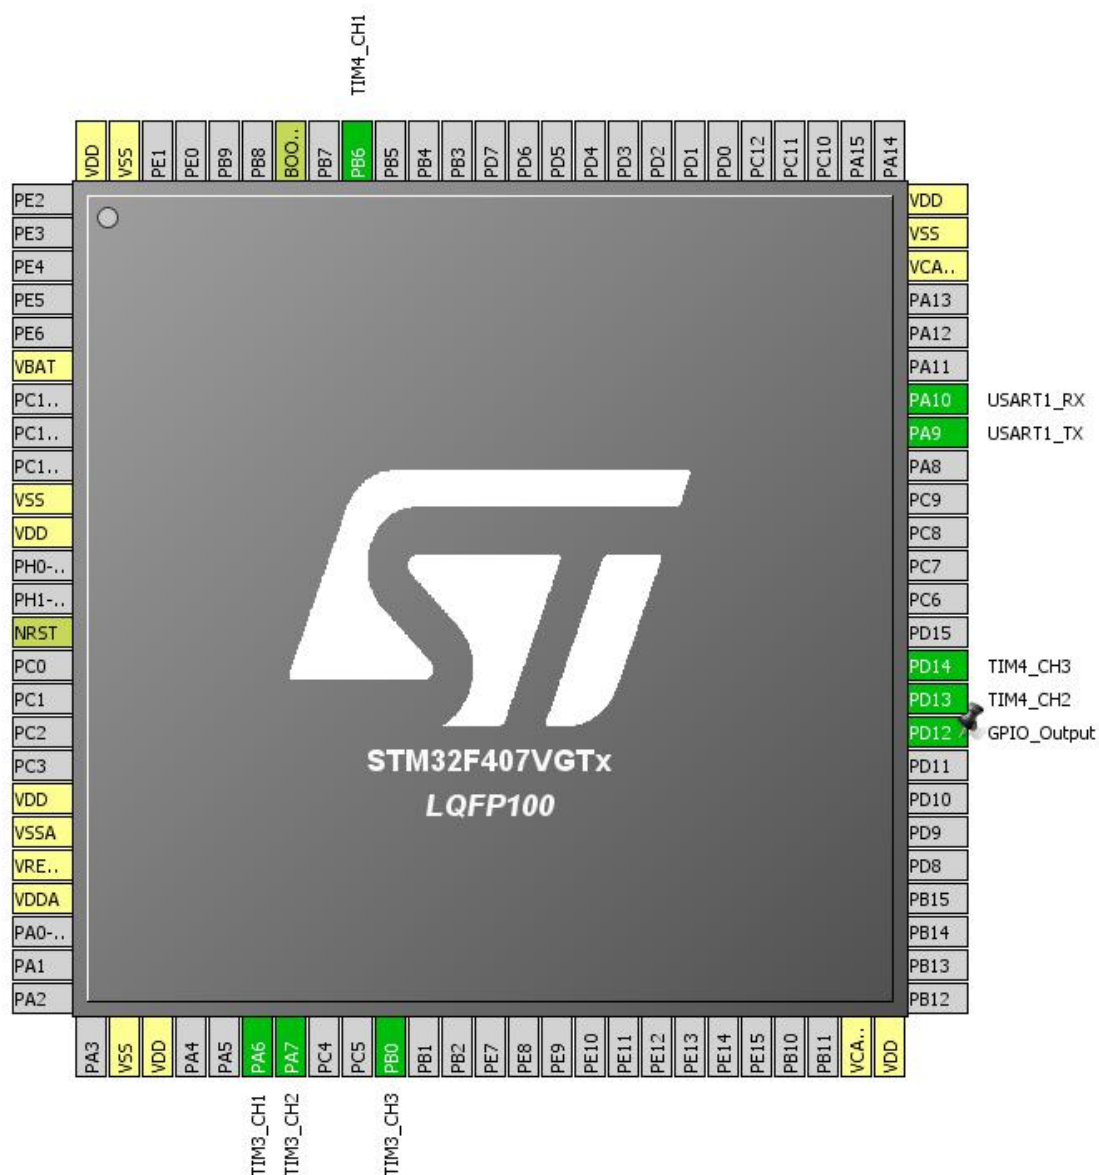 TIM4_CH1
VDD
VSS
PE1
PE0
PB9
PB8
BOO..
PB7
PB6
PB5
PB4
PB3
PD7
PD6
PD5
PD4
PD3
PD2
PD1
PD0
PC12
PC11
PC10
PA15
PA14
PE2
PE3
PE4
PE5
PE6
VBAT
PC1..
PC1..
PC1..
VSS
VDD
PH0-..
PH1-..
NRST
PC0
PC1
PC2
PC3
VDD
VSSA
VRE..
VDDA
PA0-..
PA1
PA2
ST
STM32F407VGTx
LQFP100
VDD
VSS
VCA..
PA13
PA12
PA11
PA10 USART1_RX
PA9 USART1_TX
PA8
PC9
PC8
PC7
PC6
PD15
PD14 TIM4_CH3
PD13 TIM4_CH2
PD12 GPIO_Output
PD11
PD10
PD9
PD8
PB15
PB14
PB13
PB12
PA3
VSS
VDD
PA4
PA5
PA6
PA7
PC4
PC5
PB0
PB1
PB2
PE7
PE8
PE9
PE10
PE11
PE12
PE13
PE14
PE15
PB10
PB11
VCA..
VDD
TIM3_CH1
TIM3_CH2
TIM3_CH3